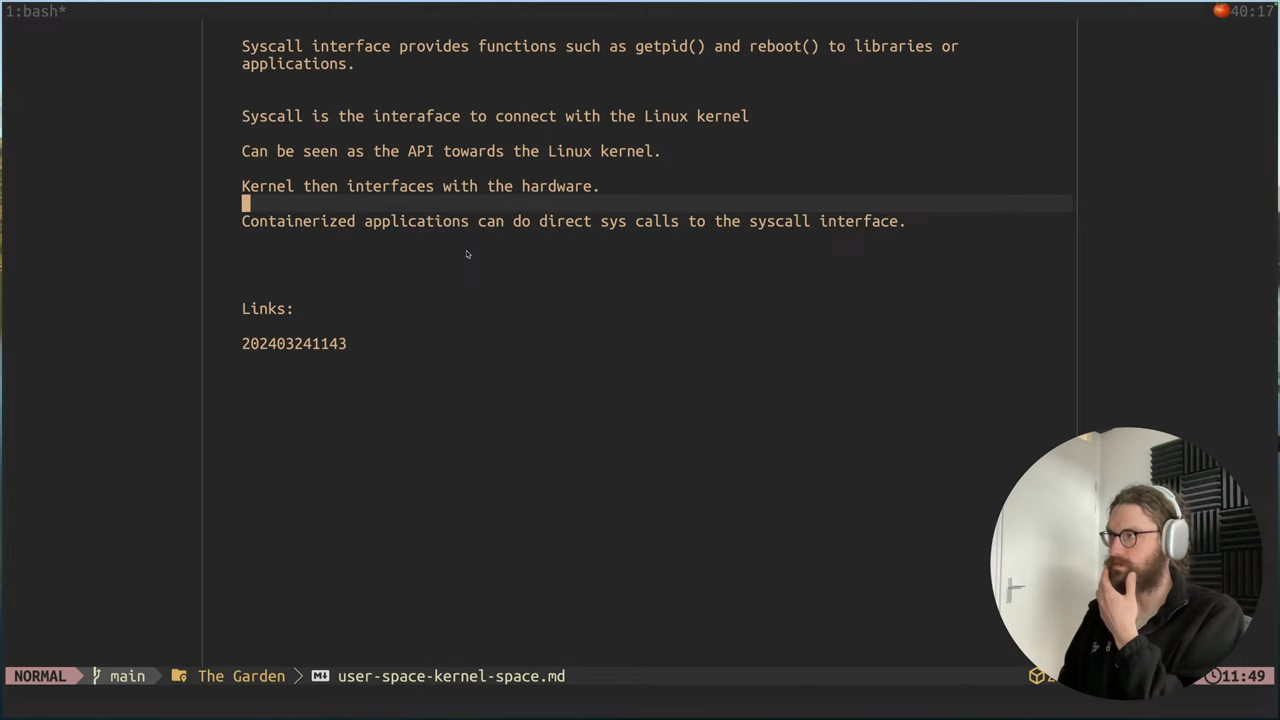 1:bash*
40:17
Syscall interface provides functions such as getpid() and reboot() to libraries or
applications.
Syscall is the interaface to connect with the Linux kernel
Can be seen as the API towards the Linux kernel.
Kernel then interfaces with the hardware.
Containerized applications can do direct sys calls to the syscall interface.
Links:
202403241143
NORMAL main The Garden user-space-kernel-space.md 11:49